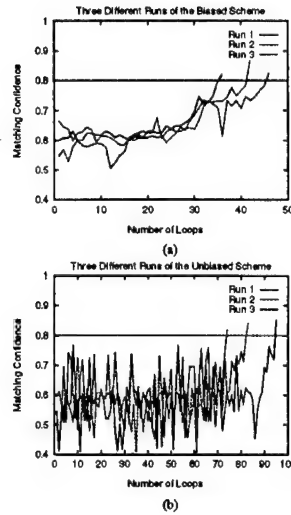 Three Different Runs of the Biased Scheme
1
0.9
0.8
0.7
0.6
0.5
0.4
Matching Confidence
Run 1
Run 2
Run 3
0 10 20 30 40 50
Number of Loops
(a)
Three Different Runs of the Unbiased Scheme
1
0.9
0.8
0.7
0.6
0.5
0.4
Matching Confidence
Run 1
Run 2
Run 3
0 10 20 30 40 50 60 70 80 90 100
Number of Loops
(b)